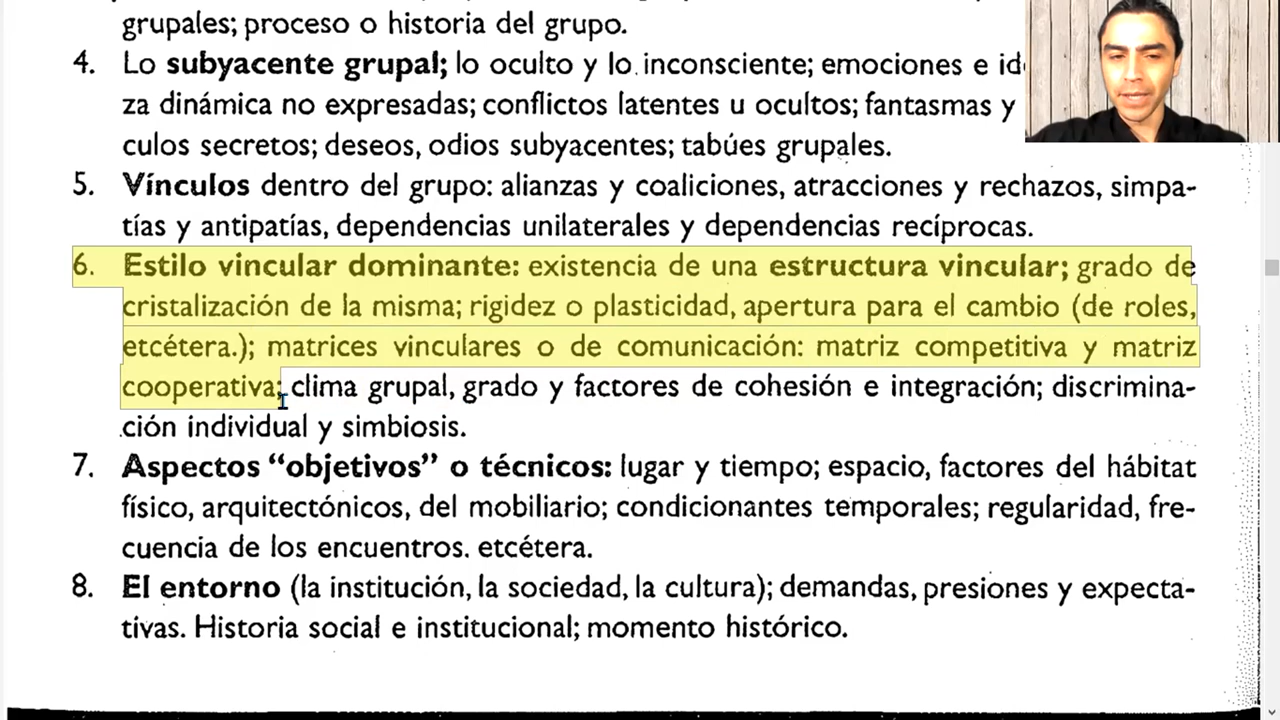 grupales; proceso o historia del grupo.
4. Lo subyacente grupal; lo oculto y lo inconsciente; emociones e
za dinámica no expresadas; conflictos latentes u ocultos; fantasmas y
culos secretos; deseos, odios subyacentes; tabúes grupales.
5. Vínculos dentro del grupo: alianzas y coaliciones, atracciones y rechazos, simpa-
tías y antipatías, dependencias unilaterales y dependencias recíprocas.
6. Estilo vincular dominante: existencia de una estructura vincular; grado de
cristalización de la misma; rigidez o plasticidad, apertura para el cambio (de roles,
etcétera.); matrices vinculares o de comunicación: matriz competitiva y matriz
cooperativa; clima grupal, grado y factores de cohesión e integración; discrimina-
ción individual y simbiosis.
7. Aspectos “objetivos” o técnicos: lugar y tiempo; espacio, factores del hábitat
físico, arquitectónicos, del mobiliario; condicionantes temporales; regularidad, fre-
cuencia de los encuentros. etcétera.
8. El entorno (la institución, la sociedad, la cultura); demandas, presiones y expecta-
tivas. Historia social e institucional; momento histórico.